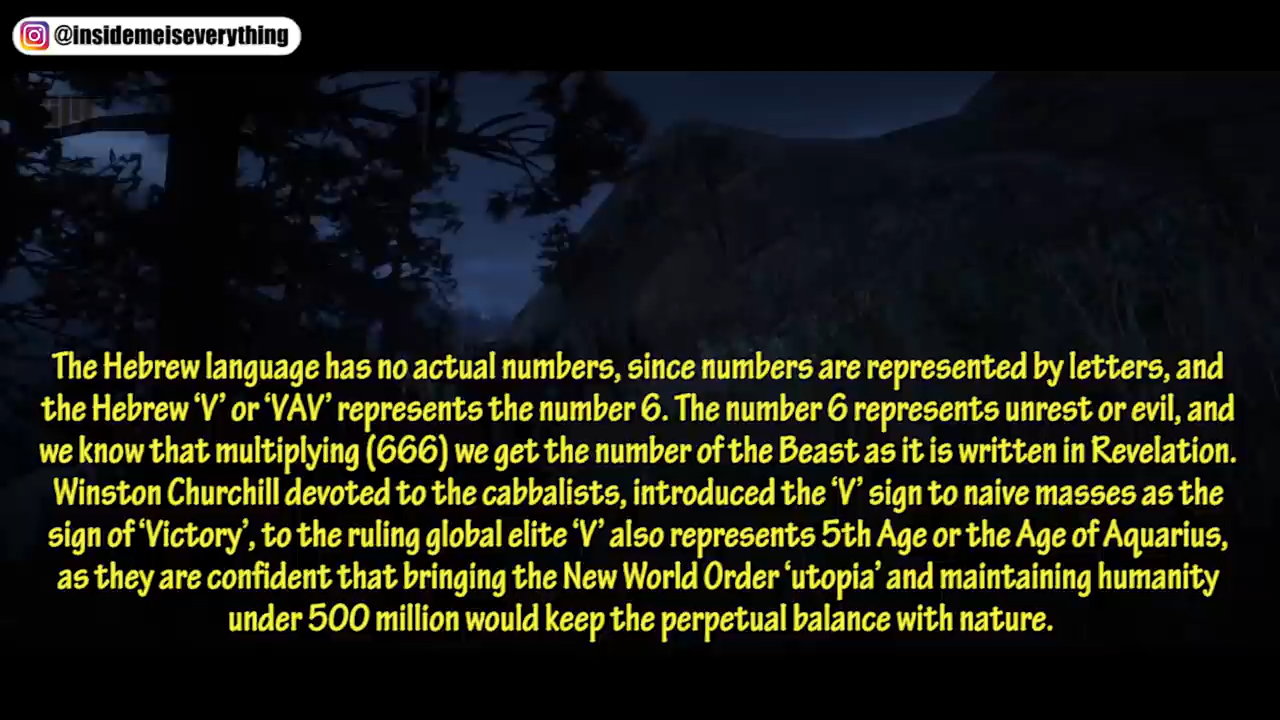 @insidemeiseverything
The Hebrew language has no actual numbers, since numbers are represented by letters, and
the Hebrew ‘V’ or ‘VAV’ represents the number 6. The number 6 represents unrest or evil, and
we know that multiplying (666) we get the number of the Beast as it is written in Revelation.
Winston Churchill devoted to the cabbalists, introduced the ‘V’ sign to naive masses as the
sign of ‘Victory’, to the ruling global elite ‘V’ also represents 5th Age or the Age of Aquarius,
as they are confident that bringing the New World Order ‘utopia’ and maintaining humanity
under 500 million would keep the perpetual balance with nature.